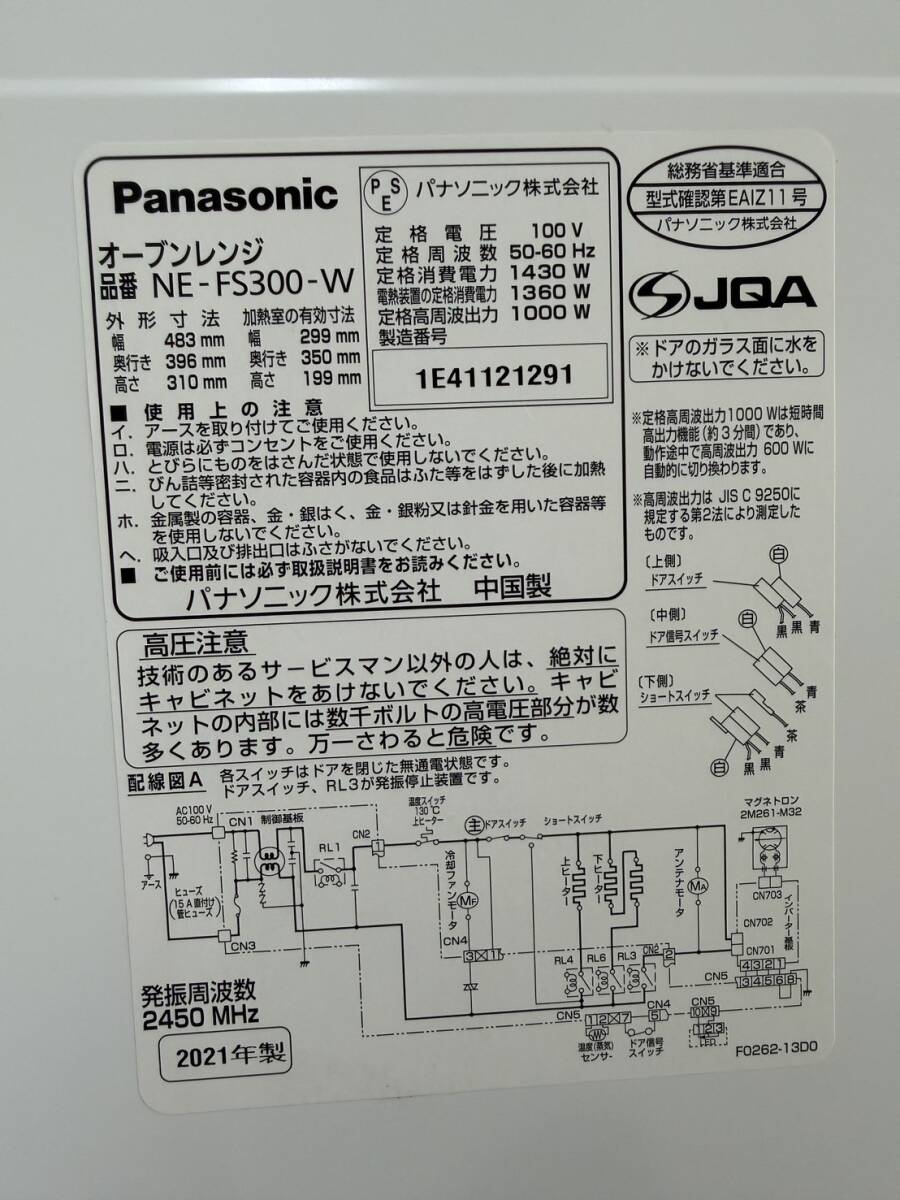 Panasonic
オーブンレンジ
品番 NE-FS300-W
外形寸法 加熱室の有効寸法
幅 483 mm 幅 299 mm
奥行き 396 mm 奥行き 350 mm
高さ 310 mm 高さ 199 mm
PSE パナソニック株式会社
定格電圧 100 V
定格周波数 50-60 Hz
定格消費電力 1430 W
電熱装置の定格消費電力 1360 W
定格高周波出力 1000 W
製造番号
1E41121291
■ 使用上の注意
イ. アースを取り付けてご使用ください。
ロ. 電源は必ずコンセントをご使用ください。
ハ. とびらにものをはさんだ状態で使用しないでください。
ニ. びん詰等密封された容器内の食品はふた等をはずした後に加熱
してください。
ホ. 金属製の容器、金・銀はく、金・銀粉又は針金を用いた容器等
を使用しないでください。
ヘ. 吸入口及び排出口はふさがないでください。
■ ご使用前には必ず取扱説明書をお読みください。
パナソニック株式会社 中国製
総務省基準適合
型式確認第EAIZ11号
パナソニック株式会社
JQA
※ドアのガラス面に水を
かけないでください。
※定格高周波出力1000 Wは短時間
高出力機能(約3分間)であり、
動作途中で高周波出力 600 Wに
自動的に切り換わります。
※高周波出力は JIS C 9250に
規定する第2法により測定した
ものです。
〔上側〕
ドアスイッチ
白
黒 黒 青
〔中側〕
ドア信号スイッチ
白
青
茶
〔下側〕
ショートスイッチ
白 黒 黒 青 茶
高圧注意
技術のあるサービスマン以外の人は、絶対に
キャビネットをあけないでください。キャビ
ネットの内部には数千ボルトの高電圧部分が数
多くあります。万一さわると危険です。
配線図A 各スイッチはドアを閉じた無通電状態です。
ドアスイッチ、RL3が発振停止装置です。
AC100 V
50-60 Hz
CN1
制御基板
RL1
CN2
1
温度スイッチ
130℃
上ヒーター
主
ドアスイッチ
ショートスイッチ
マグネトロン
2M261-M32
アース
ヒューズ
(15 A直付け
管ヒューズ)
CN3
冷却ファンモータ
MF
上ヒーター
下ヒーター
アンテナモータ
MA
CN703
CN702
CN701
インバーター基板
4 3 2 1
CN4
3 X 1
RL4 RL6 RL3
CN2
2
CN5
3 4 5 6 8
CN5
1 2 X 7
温度(蒸気)
センサー
CN4
5
ドア信号
スイッチ
CN5
10 X 9
1 2 3
LED
発振周波数
2450 MHz
2021年製
F0262-13D0